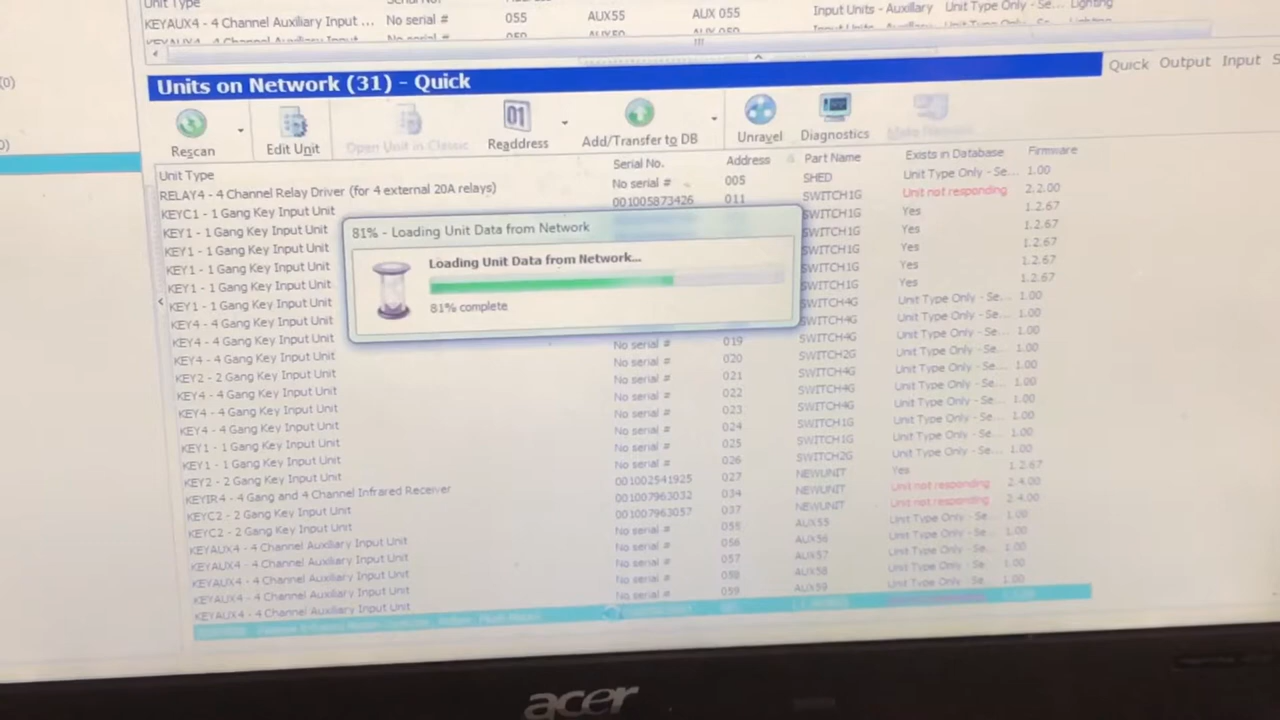 Unit Type
KEYAUX4 - 4 Channel Auxiliary Input ... No serial # 055 AUX55 AUX 055 Input Units - Auxiliary Unit Type Only - Se... Lighting
(0)
Units on Network (31) - Quick
Quick Output Input
Rescan Edit Unit Open Unit in Classic Readdress Add/Transfer to DB Unravel Diagnostics
Unit Type Serial No. Address Part Name Exists in Database Firmware
RELAY4 - 4 Channel Relay Driver (for 4 external 20A relays) No serial # 005 SHED Unit Type Only - Se... 1.00
KEYC1 - 1 Gang Key Input Unit 001005873426 011 SWITCH1G Unit not responding 2.2.00
KEY1 - 1 Gang Key Input Unit SWITCH1G Yes 1.2.67
KEY1 - 1 Gang Key Input Unit SWITCH1G Yes 1.2.67
KEY1 - 1 Gang Key Input Unit SWITCH1G Yes 1.2.67
KEY1 - 1 Gang Key Input Unit SWITCH1G Yes 1.2.67
KEY1 - 1 Gang Key Input Unit SWITCH1G Yes 1.2.67
81% - Loading Unit Data from Network
Loading Unit Data from Network...
81% complete
KEY4 - 4 Gang Key Input Unit SWITCH4G Unit Type Only - Se... 1.00
KEY4 - 4 Gang Key Input Unit SWITCH4G Unit Type Only - Se... 1.00
KEY4 - 4 Gang Key Input Unit No serial # 019 SWITCH4G Unit Type Only - Se... 1.00
KEY2 - 2 Gang Key Input Unit No serial # 020 SWITCH2G Unit Type Only - Se... 1.00
KEY4 - 4 Gang Key Input Unit No serial # 021 SWITCH4G Unit Type Only - Se... 1.00
KEY4 - 4 Gang Key Input Unit No serial # 022 SWITCH4G Unit Type Only - Se... 1.00
KEY4 - 4 Gang Key Input Unit No serial # 023 SWITCH4G Unit Type Only - Se... 1.00
KEY1 - 1 Gang Key Input Unit No serial # 024 SWITCH1G Unit Type Only - Se... 1.00
KEY1 - 1 Gang Key Input Unit No serial # 025 SWITCH1G Unit Type Only - Se... 1.00
KEY2 - 2 Gang Key Input Unit No serial # 026 SWITCH2G Unit Type Only - Se... 1.00
KEYIR4 - 4 Gang and 4 Channel Infrared Receiver 001002541925 027 NEWUNIT Yes 1.2.67
KEYC2 - 2 Gang Key Input Unit 001007963032 034 NEWUNIT Unit not responding 2.4.00
KEYC2 - 2 Gang Key Input Unit 001007963057 037 NEWUNIT Unit not responding 2.4.00
KEYAUX4 - 4 Channel Auxiliary Input Unit No serial # 055 AUX55 Unit Type Only - Se... 1.00
KEYAUX4 - 4 Channel Auxiliary Input Unit No serial # 056 AUX56 Unit Type Only - Se... 1.00
KEYAUX4 - 4 Channel Auxiliary Input Unit No serial # 057 AUX57 Unit Type Only - Se... 1.00
KEYAUX4 - 4 Channel Auxiliary Input Unit No serial # 058 AUX58 Unit Type Only - Se... 1.00
KEYAUX4 - 4 Channel Auxiliary Input Unit No serial # 059 AUX59 Unit Type Only - Se... 1.00
acer